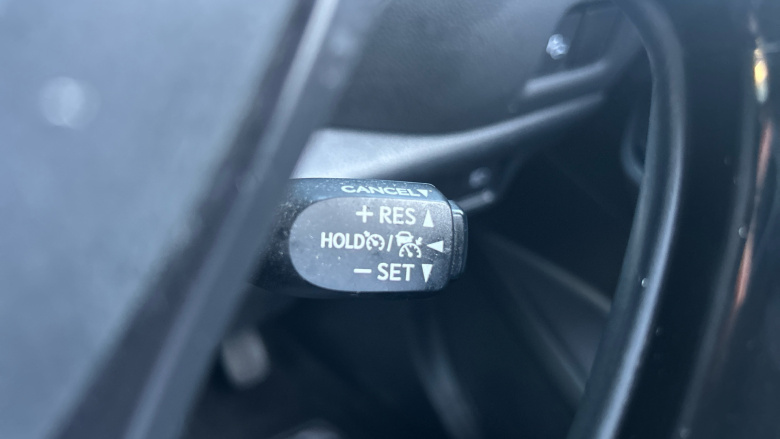 CANCEL▼
+ RES ▲
HOLD / ◄
− SET ▼